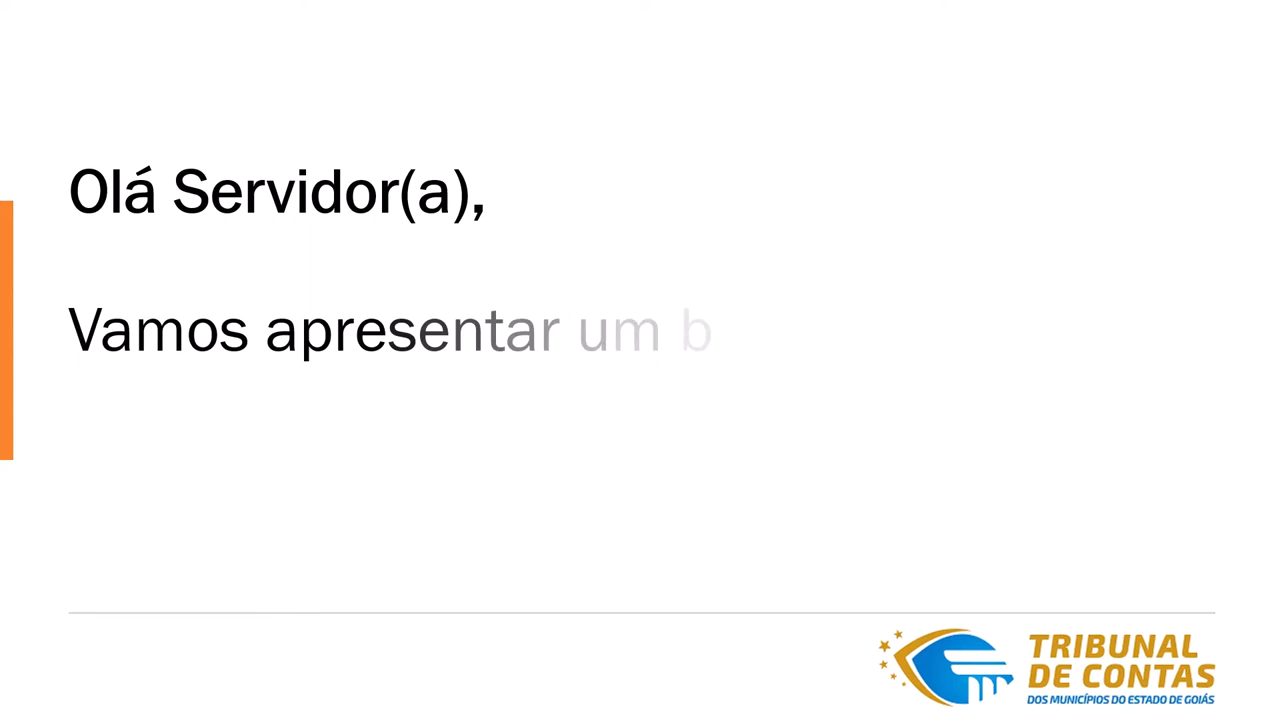 Olá Servidor(a),
Vamos apresentar um b
TRIBUNAL
DE CONTAS
DOS MUNICÍPIOS DO ESTADO DE GOIÁS